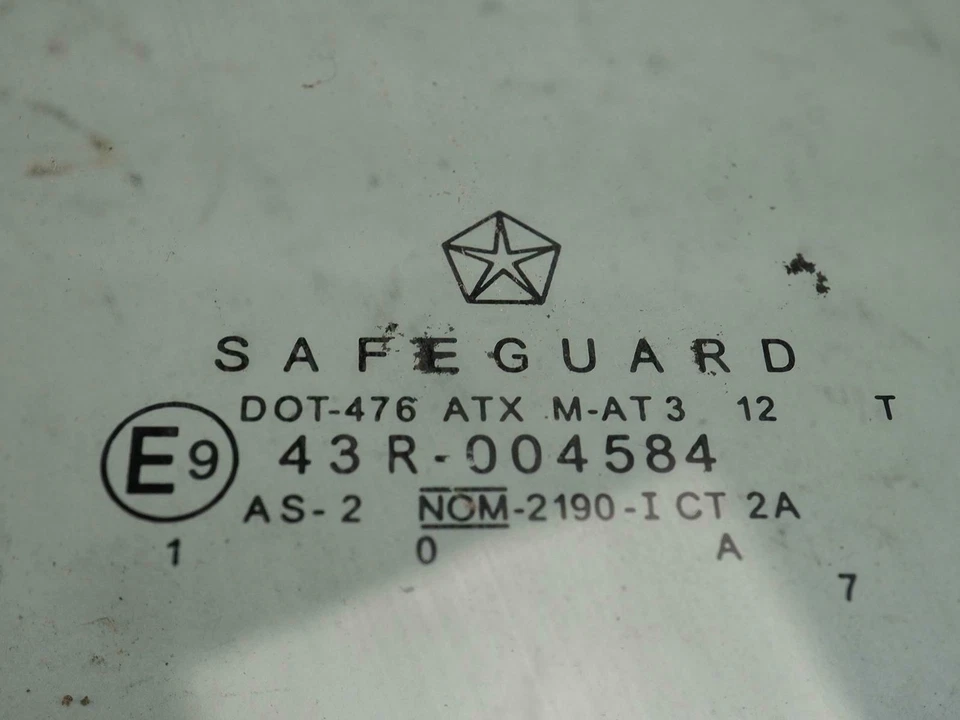 SAFEGUARD
DOT-476 ATX M-AT3 12 T
E9 43R-004584
AS-2 NOM-2190-I CT 2A
1 0 A
7